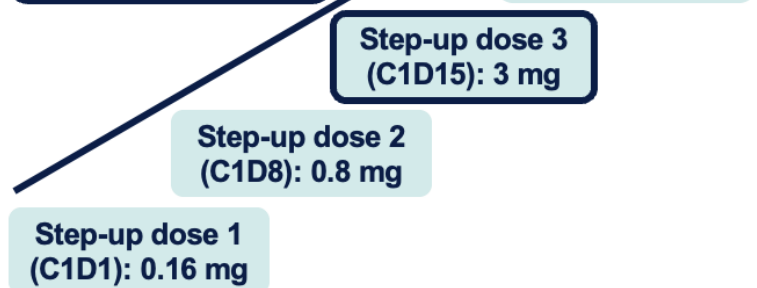 Step-up dose 3
(C1D15): 3 mg
Step-up dose 2
(C1D8): 0.8 mg
Step-up dose 1
(C1D1): 0.16 mg